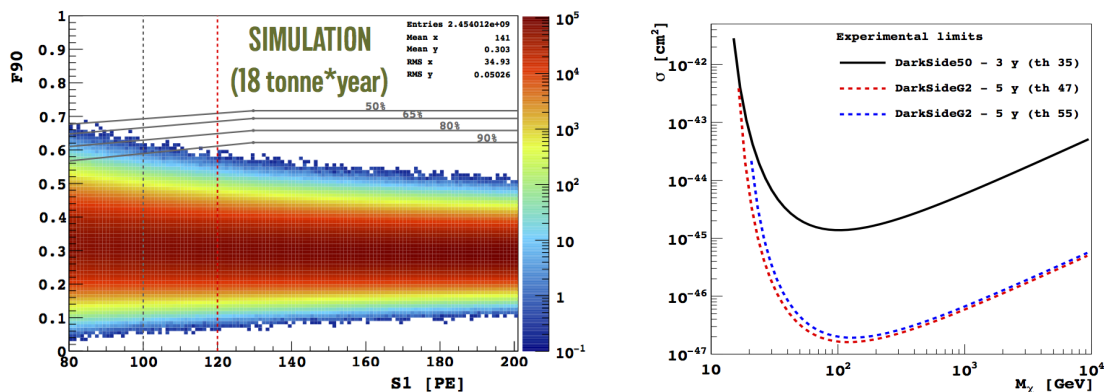 F90
1
0.9
0.8
0.7
0.6
0.5
0.4
0.3
0.2
0.1
0
SIMULATION
(18 tonne*year)
Entries 2.454012e+09
Mean x 141
Mean y 0.303
RMS x 34.93
RMS y 0.05026
50%
65%
80%
90%
80 100 120 140 160 180 200
S1 [PE]
10^5
10^4
10^3
10^2
10
1
10^-1
σ [cm²]
10^-42
10^-43
10^-44
10^-45
10^-46
10^-47
Experimental limits
DarkSide50 - 3 y (th 35)
DarkSideG2 - 5 y (th 47)
DarkSideG2 - 5 y (th 55)
10 10^2 10^3 10^4
M_χ [GeV]